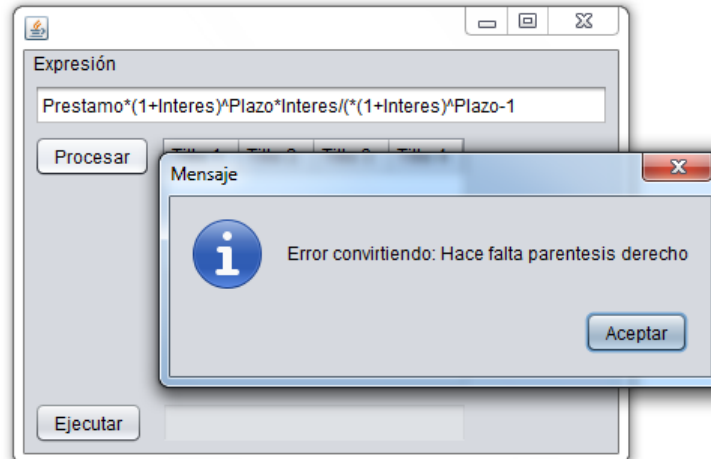 Expresión
Prestamo*(1+Interes)^Plazo*Interes/(*(1+Interes)^Plazo-1
Procesar
Mensaje
Error convirtiendo: Hace falta parentesis derecho
Aceptar
Ejecutar